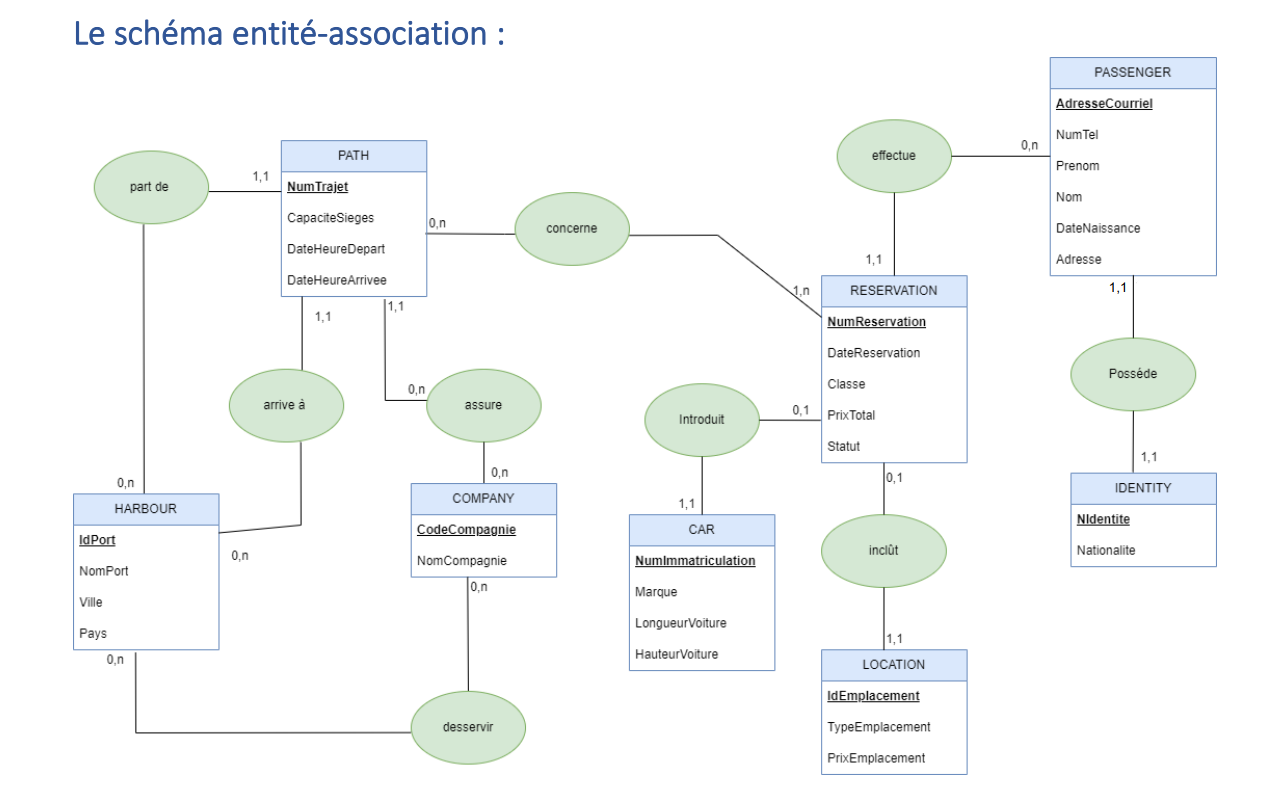 Le schéma entité-association :
PASSENGER
AdresseCourriel
NumTel
Prenom
Nom
DateNaissance
Adresse
0,n
effectue
1,1
1,1
Posséde
1,1
IDENTITY
NIdentite
Nationalite
PATH
NumTrajet
CapaciteSieges
DateHeureDepart
DateHeureArrivee
1,1
part de
0,n
0,n
concerne
1,n
RESERVATION
NumReservation
DateReservation
Classe
PrixTotal
Statut
1,1
arrive à
0,n
1,1
0,n
assure
0,n
0,1
Introduit
1,1
0,1
inclût
1,1
HARBOUR
IdPort
NomPort
Ville
Pays
0,n
COMPANY
CodeCompagnie
NomCompagnie
0,n
desservir
CAR
NumImmatriculation
Marque
LongueurVoiture
HauteurVoiture
LOCATION
IdEmplacement
TypeEmplacement
PrixEmplacement